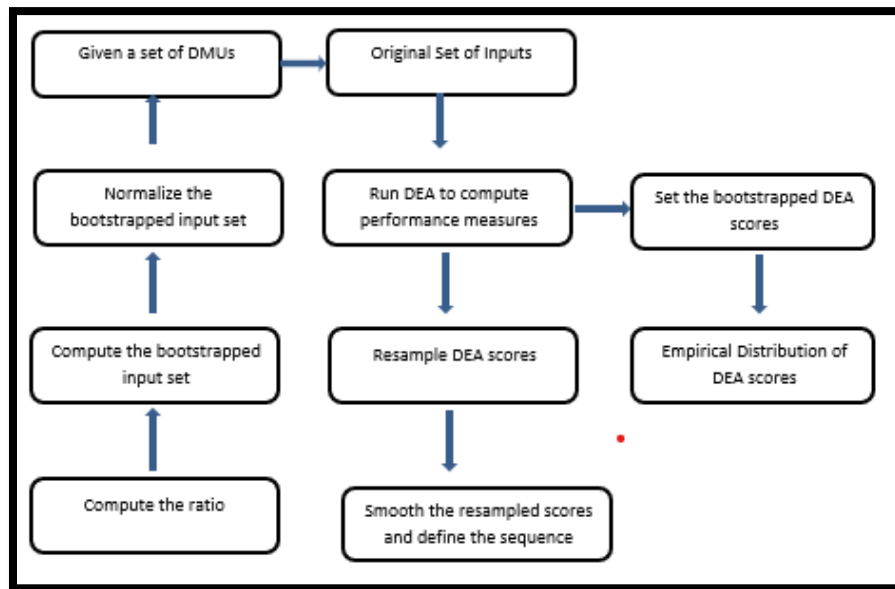 Given a set of DMUs
Original Set of Inputs
Normalize the
bootstrapped input set
Run DEA to compute
performance measures
Set the bootstrapped DEA
scores
Compute the bootstrapped
input set
Resample DEA scores
Empirical Distribution of
DEA scores
Compute the ratio
Smooth the resampled scores
and define the sequence